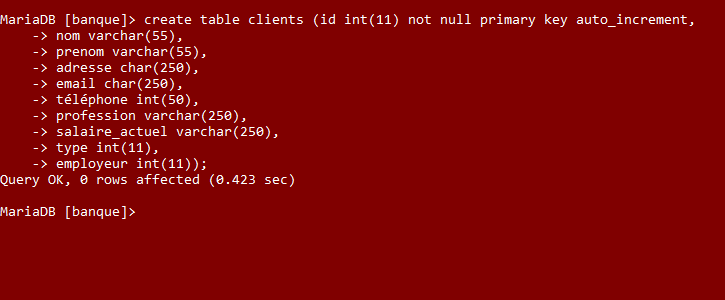 MariaDB [banque]> create table clients (id int(11) not null primary key auto_increment,
    -> nom varchar(55),
    -> prenom varchar(55),
    -> adresse char(250),
    -> email char(250),
    -> téléphone int(50),
    -> profession varchar(250),
    -> salaire_actuel varchar(250),
    -> type int(11),
    -> employeur int(11));
Query OK, 0 rows affected (0.423 sec)
MariaDB [banque]>